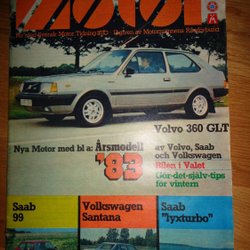 Motor
Volvo 360 GLT
Nya Motor med bl a: Årsmodell
'83
av Volvo, Saab
och Volkswagen
Bilen i Valet
Gör-det-själv-tips
för vintern
Saab
99
Volkswagen
Santana
Saab
"lyxturbo"